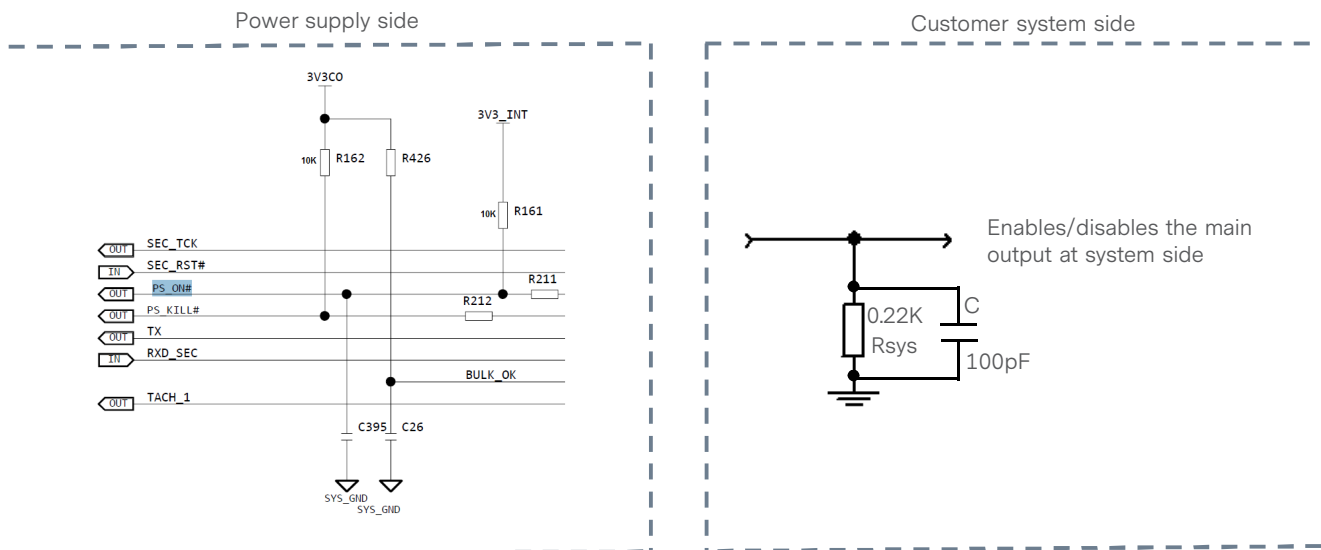 Power supply side
Customer system side
3V3CO
3V3_INT
10K R162
R426
10K R161
OUT SEC_TCK
IN SEC_RST#
OUT PS_ON#
R211
OUT PS_KILL#
R212
OUT TX
IN RXD_SEC
BULK_OK
OUT TACH_1
C395 C26
SYS_GND
SYS_GND
Enables/disables the main
output at system side
0.22K
Rsys
C
100pF